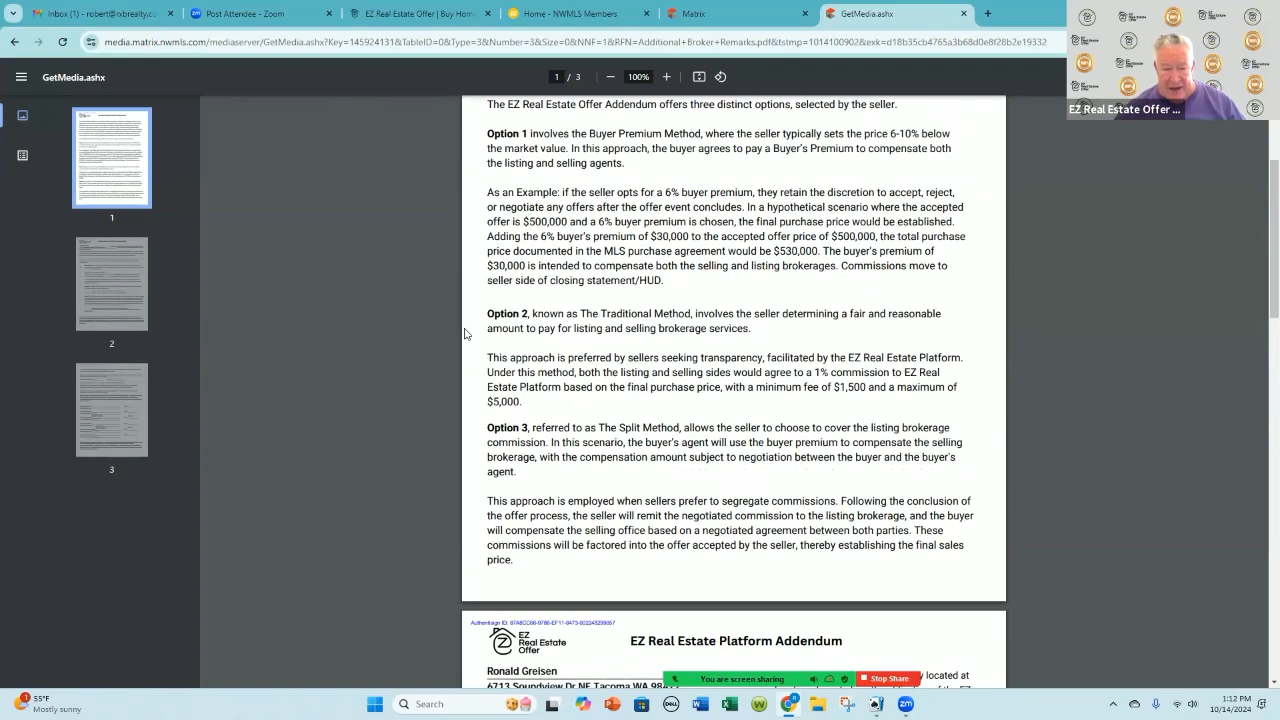 Inbox (1) - robert@ezrealty.c
Post Attendee - Zoom
EZ Real Estate Offer | Buy Hom
Home - NWMLS Members
Matrix
GetMedia.ashx
media.matrix.nwmls.com/mediaserver/GetMedia.ashx?Key=145924131&TableID=0&Type=3&Number=3&Size=0&NNF=1&RFN=Additional+Broker+Remarks.pdf&tstmp=1014100902&exk=d18b35cb4765a3b68d0e8f28b2e19332
GetMedia.ashx
1 / 3
100%
EZ Real Estate Offer ...
The EZ Real Estate Offer Addendum offers three distinct options, selected by the seller.
Option 1 involves the Buyer Premium Method, where the seller typically sets the price 6-10% below
the market value. In this approach, the buyer agrees to pay a Buyer's Premium to compensate both
the listing and selling agents.
As an Example: if the seller opts for a 6% buyer premium, they retain the discretion to accept, reject,
or negotiate any offers after the offer event concludes. In a hypothetical scenario where the accepted
offer is $500,000 and a 6% buyer premium is chosen, the final purchase price would be established.
Adding the 6% buyer's premium of $30,000 to the accepted offer price of $500,000, the total purchase
price documented in the MLS purchase agreement would be $530,000. The buyer's premium of
$30,000 is intended to compensate both the selling and listing brokerages. Commissions move to
seller side of closing statement/HUD.
Option 2, known as The Traditional Method, involves the seller determining a fair and reasonable
amount to pay for listing and selling brokerage services.
This approach is preferred by sellers seeking transparency, facilitated by the EZ Real Estate Platform.
Under this method, both the listing and selling sides would agree to a 1% commission to EZ Real
Estate Platform based on the final purchase price, with a minimum fee of $1,500 and a maximum of
$5,000.
Option 3, referred to as The Split Method, allows the seller to choose to cover the listing brokerage
commission. In this scenario, the buyer's agent will use the buyer premium to compensate the selling
brokerage, with the compensation amount subject to negotiation between the buyer and the buyer's
agent.
This approach is employed when sellers prefer to segregate commissions. Following the conclusion of
the offer process, the seller will remit the negotiated commission to the listing brokerage, and the buyer
will compensate the selling office based on a negotiated agreement between both parties. These
commissions will be factored into the offer accepted by the seller, thereby establishing the final sales
price.
1
2
3
EZ
Real Estate
Offer
EZ Real Estate Platform Addendum
Ronald Greisen
y located at
6713 Soundview Dr NE Tacoma WA
You are screen sharing
Stop Share
55°F
Mostly sunny
Search
1:12 PM
10/14/2024